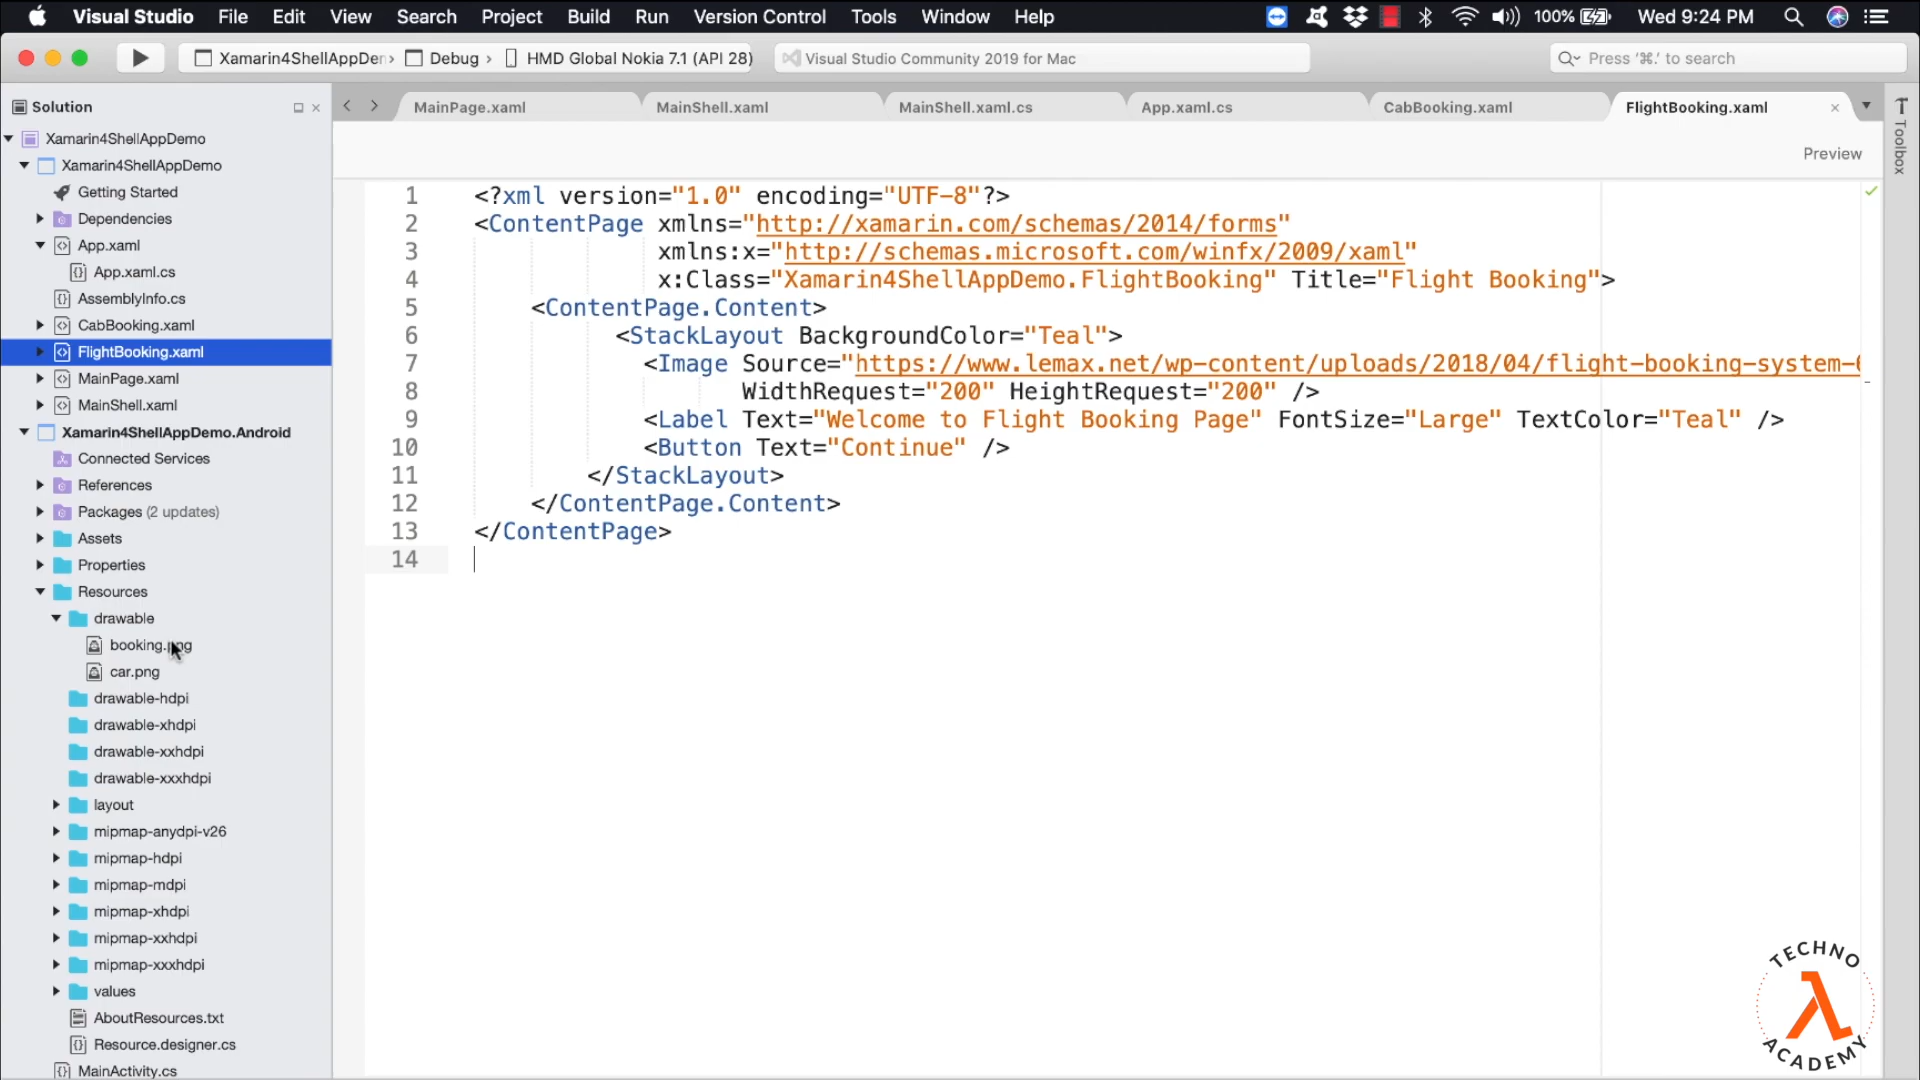 Visual Studio File Edit View Search Project Build Run Version Control Tools Window Help 100% Wed 9:24 PM
Xamarin4ShellAppDer › Debug › HMD Global Nokia 7.1 (API 28) Visual Studio Community 2019 for Mac Press ‘⌘.’ to search
Solution
MainPage.xaml MainShell.xaml MainShell.xaml.cs App.xaml.cs CabBooking.xaml FlightBooking.xaml
Toolbox
Preview
Xamarin4ShellAppDemo
Xamarin4ShellAppDemo
Getting Started
Dependencies
App.xaml
App.xaml.cs
AssemblyInfo.cs
CabBooking.xaml
FlightBooking.xaml
MainPage.xaml
MainShell.xaml
Xamarin4ShellAppDemo.Android
Connected Services
References
Packages (2 updates)
Assets
Properties
Resources
drawable
booking.png
car.png
drawable-hdpi
drawable-xhdpi
drawable-xxhdpi
drawable-xxxhdpi
layout
mipmap-anydpi-v26
mipmap-hdpi
mipmap-mdpi
mipmap-xhdpi
mipmap-xxhdpi
mipmap-xxxhdpi
values
AboutResources.txt
Resource.designer.cs
MainActivity.cs
1 <?xml version="1.0" encoding="UTF-8"?>
2 <ContentPage xmlns="http://xamarin.com/schemas/2014/forms"
3 xmlns:x="http://schemas.microsoft.com/winfx/2009/xaml"
4 x:Class="Xamarin4ShellAppDemo.FlightBooking" Title="Flight Booking">
5 <ContentPage.Content>
6 <StackLayout BackgroundColor="Teal">
7 <Image Source="https://www.lemax.net/wp-content/uploads/2018/04/flight-booking-system-
8 WidthRequest="200" HeightRequest="200" />
9 <Label Text="Welcome to Flight Booking Page" FontSize="Large" TextColor="Teal" />
10 <Button Text="Continue" />
11 </StackLayout>
12 </ContentPage.Content>
13 </ContentPage>
14
TECHNO
λ
ACADEMY